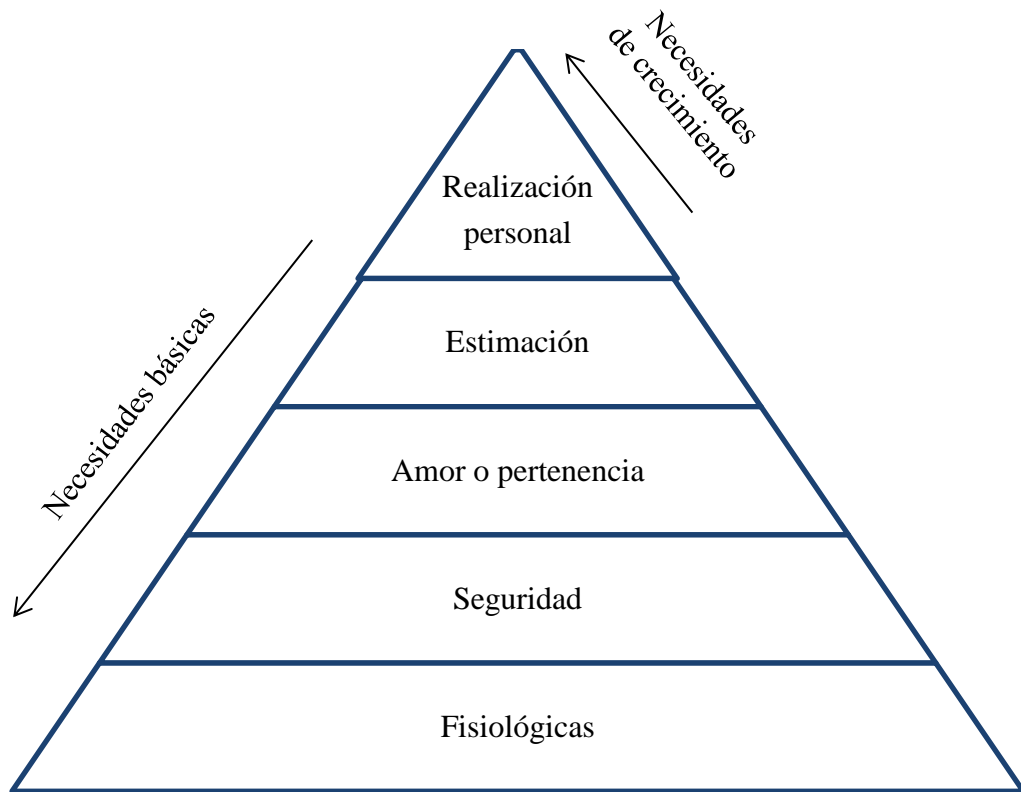 Necesidades
de crecimiento
Realización
personal
Estimación
Necesidades básicas
Amor o pertenencia
Seguridad
Fisiológicas